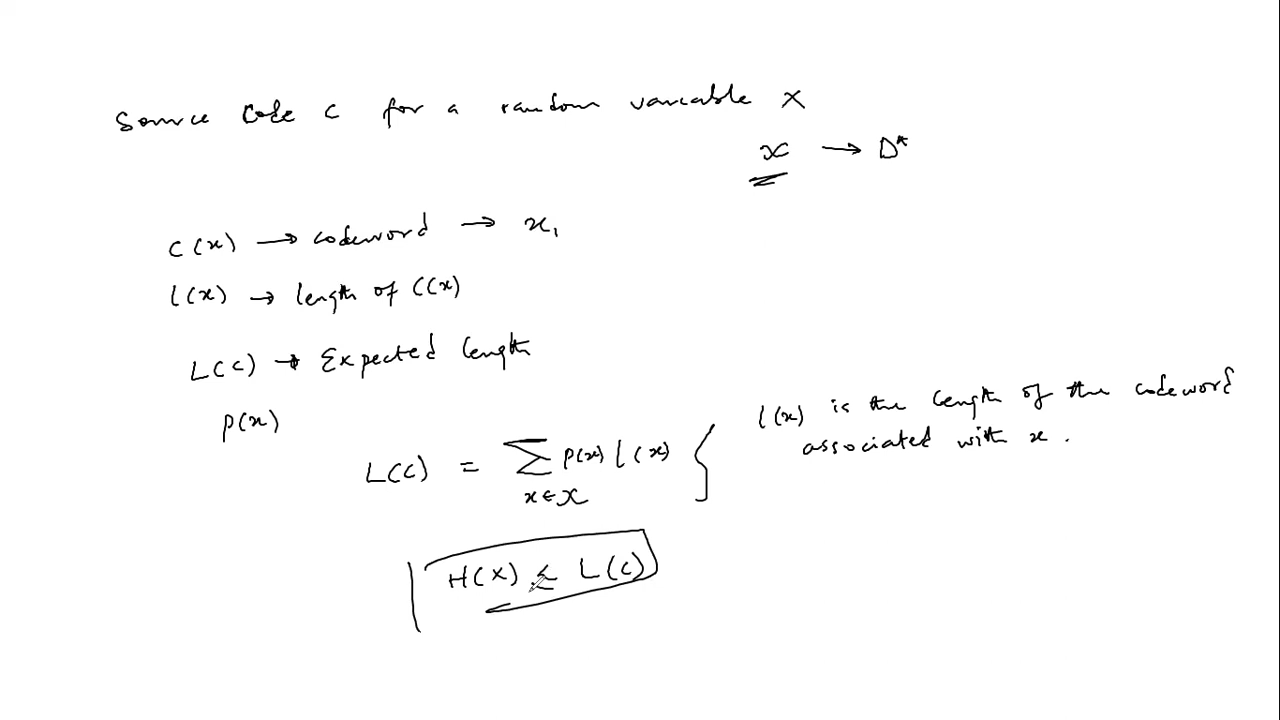 Source Code C for a random variable X
𝒳 → D*
C(x) → codeword → x₁
l(x) → length of C(x)
L(C) → Expected length
p(x)
l(x) is the length of the codeword
associated with x.
L(C) = ∑ p(x) l(x) }
x∈𝒳
H(X) ≤ L(C)